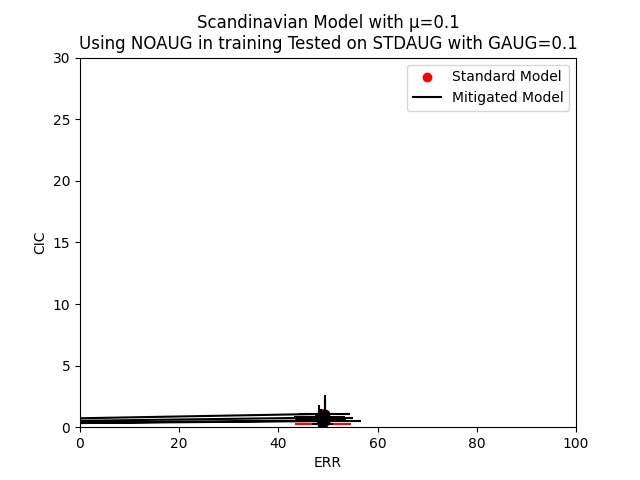 Scandinavian Model with μ=0.1
Using NOAUG in training Tested on STDAUG with GAUG=0.1
Standard Model
Mitigated Model
30
25
20
15
10
5
0
CIC
0 20 40 60 80 100
ERR